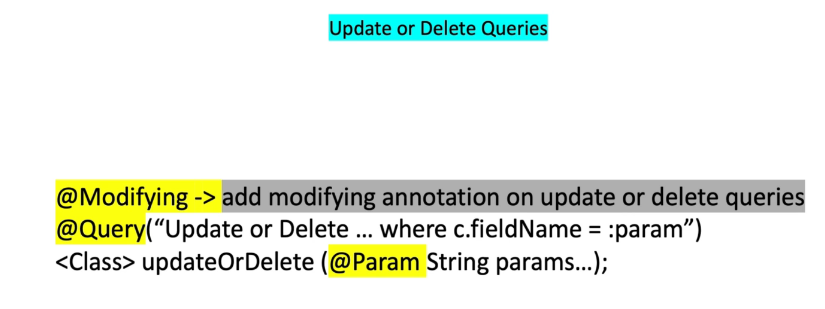 Update or Delete Queries
@Modifying -> add modifying annotation on update or delete queries
@Query(“Update or Delete ... where c.fieldName = :param”)
<Class> updateOrDelete (@Param String params...);